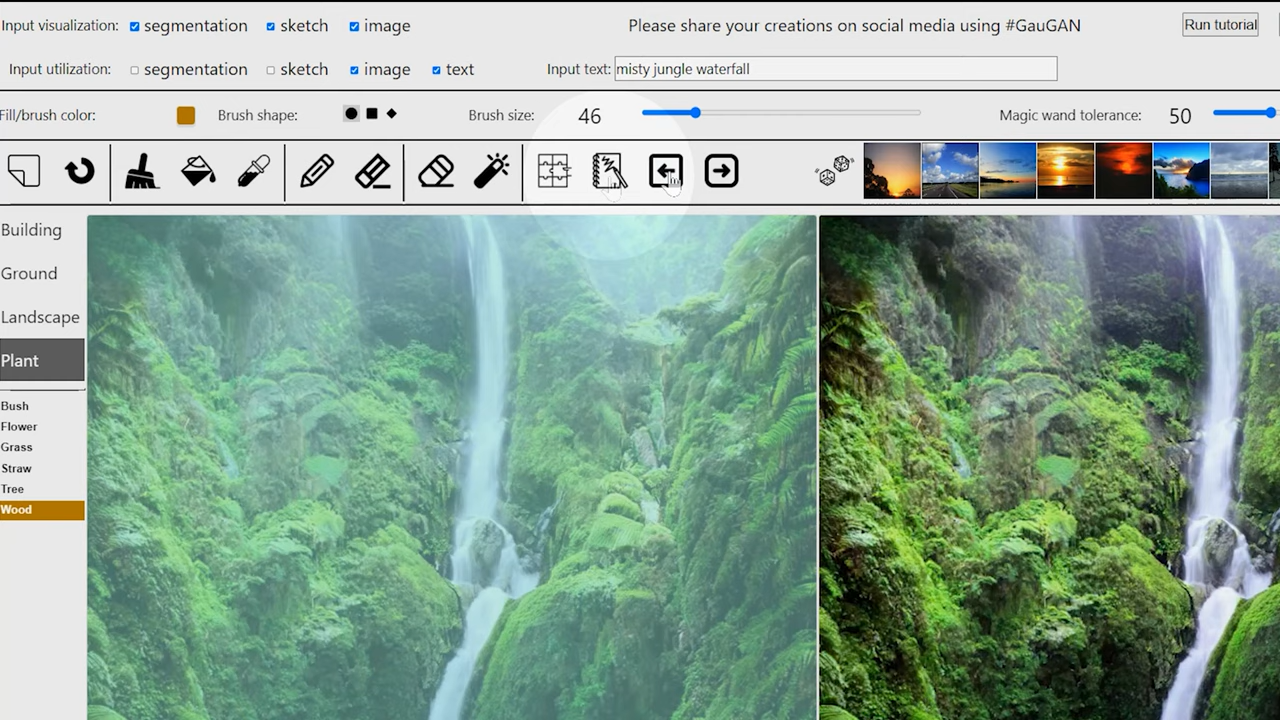 Input visualization: segmentation sketch image Please share your creations on social media using #GauGAN Run tutorial
Input utilization: segmentation sketch image text Input text: misty jungle waterfall
Fill/brush color: Brush shape: Brush size: 46 Magic wand tolerance: 50
Building
Ground
Landscape
Plant
Bush
Flower
Grass
Straw
Tree
Wood